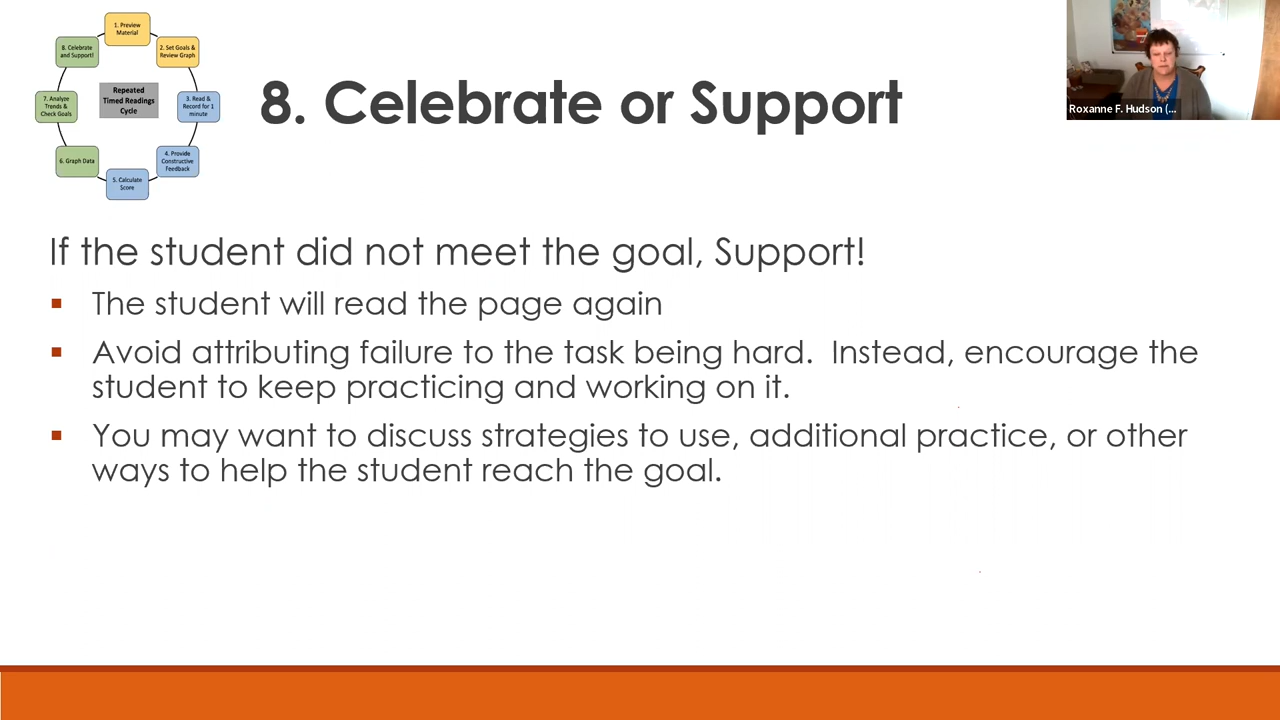 1. Preview
Material
8. Celebrate
and Support!
2. Set Goals &
Review Graph
Repeated
Timed Readings
Cycle
7. Analyze
Trends &
Check Goals
3. Read &
Record for 1
minute
6. Graph Data
4. Provide
Constructive
Feedback
5. Calculate
Score
8. Celebrate or Support
Roxanne F. Hudson (...
If the student did not meet the goal, Support!
The student will read the page again
Avoid attributing failure to the task being hard. Instead, encourage the
student to keep practicing and working on it.
You may want to discuss strategies to use, additional practice, or other
ways to help the student reach the goal.